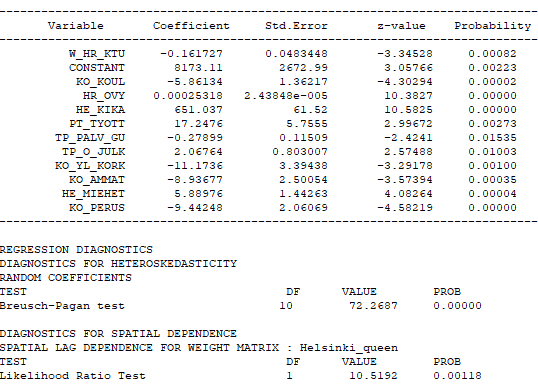 Variable Coefficient Std.Error z-value Probability
W_HR_KTU -0.161727 0.0483448 -3.34528 0.00082
CONSTANT 8173.11 2672.99 3.05766 0.00223
KO_KOUL -5.86134 1.36217 -4.30294 0.00002
HR_OVY 0.00025318 2.43848e-005 10.3827 0.00000
HE_KIKA 651.037 61.52 10.5825 0.00000
PT_TYOTT 17.2476 5.7555 2.99672 0.00273
TP_PALV_GU -0.27899 0.11509 -2.4241 0.01535
TP_O_JULK 2.06764 0.803007 2.57488 0.01003
KO_YL_KORK -11.1736 3.39438 -3.29178 0.00100
KO_AMMAT -8.93677 2.50054 -3.57394 0.00035
HE_MIEHET 5.88976 1.44263 4.08264 0.00004
KO_PERUS -9.44248 2.06069 -4.58219 0.00000
REGRESSION DIAGNOSTICS
DIAGNOSTICS FOR HETEROSKEDASTICITY
RANDOM COEFFICIENTS
TEST DF VALUE PROB
Breusch-Pagan test 10 72.2687 0.00000
DIAGNOSTICS FOR SPATIAL DEPENDENCE
SPATIAL LAG DEPENDENCE FOR WEIGHT MATRIX : Helsinki_queen
TEST DF VALUE PROB
Likelihood Ratio Test 1 10.5192 0.00118